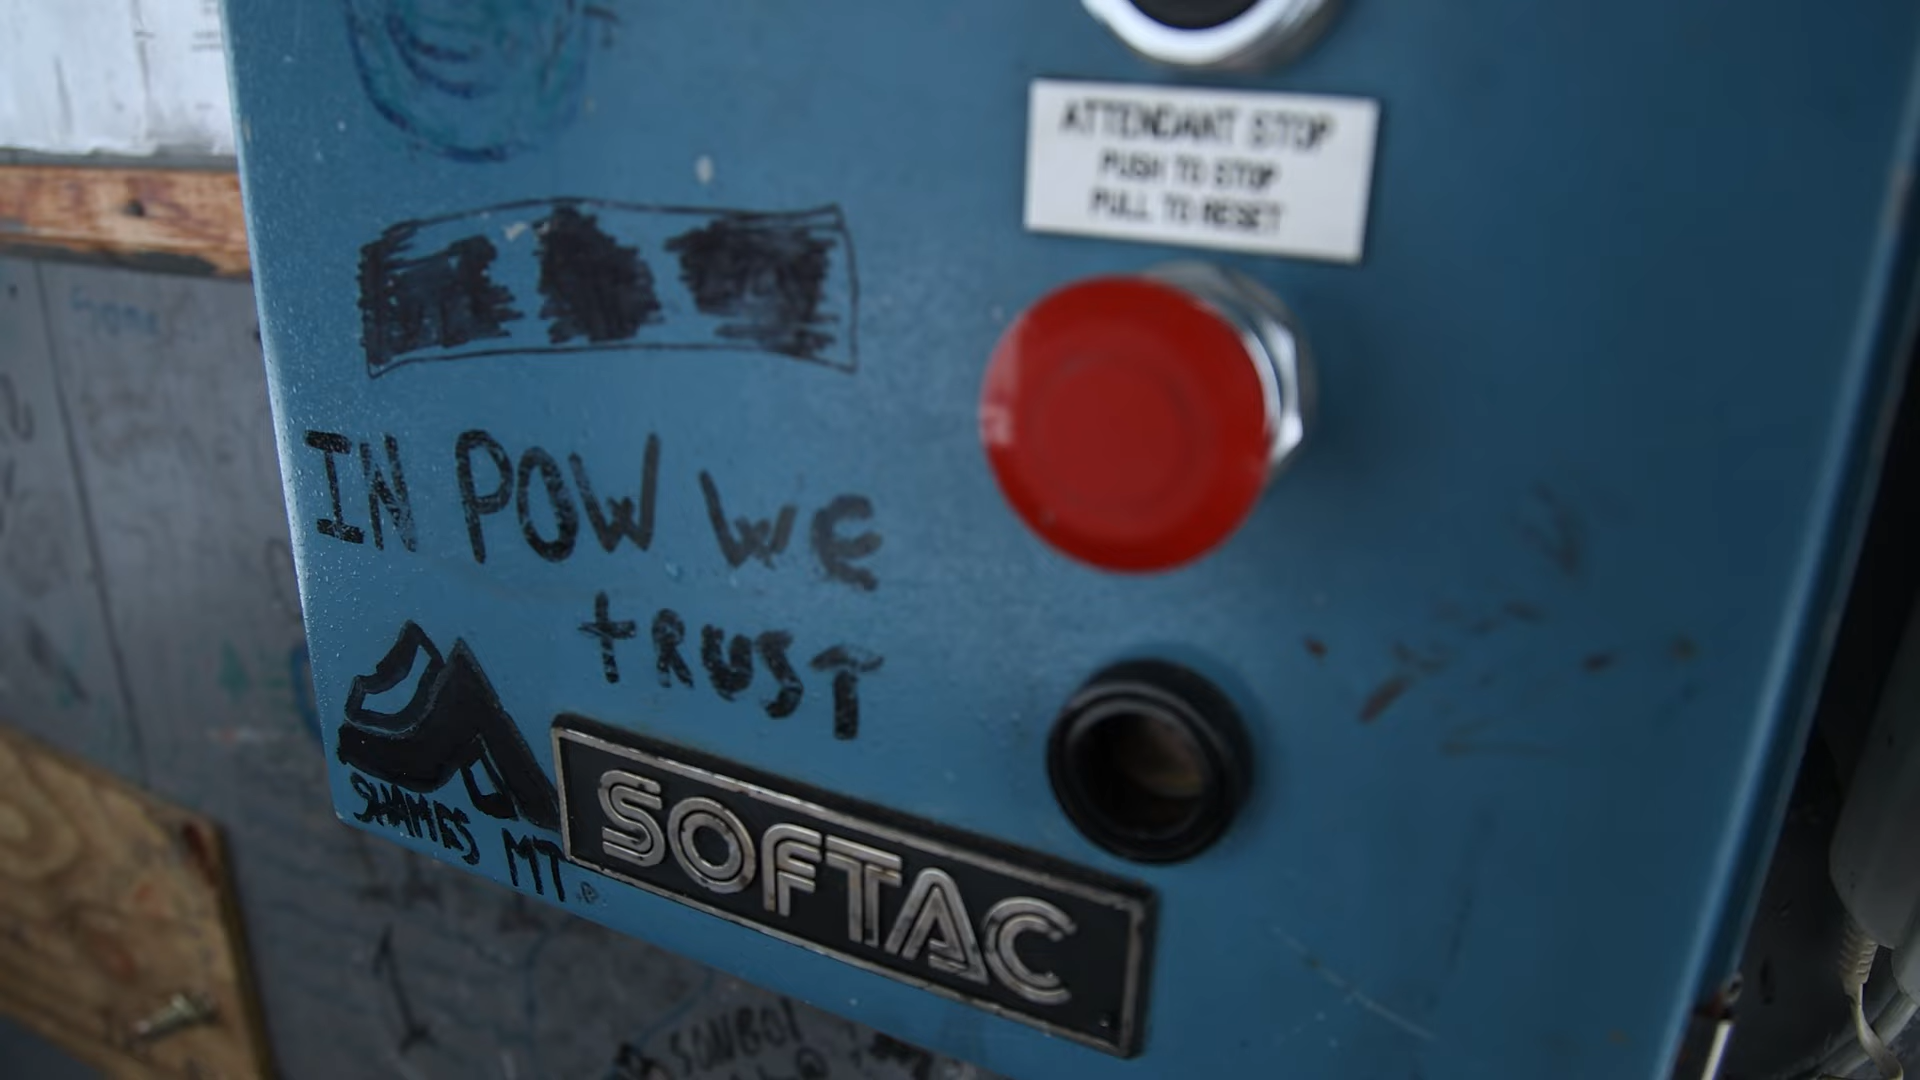 ATTENDANT STOP
PUSH TO STOP
PULL TO RESET
IN POW WE
tRUST
SHAMES MT
SOFTAC